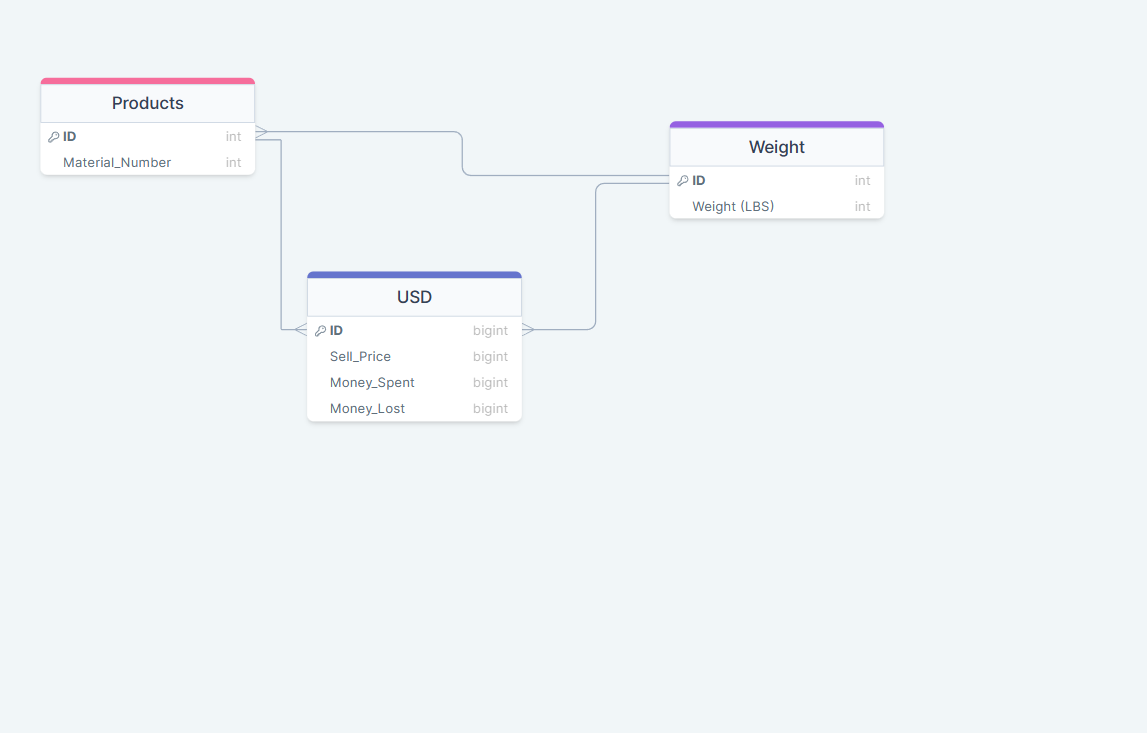 Products
ID int
Material_Number int
Weight
ID int
Weight (LBS) int
USD
ID bigint
Sell_Price bigint
Money_Spent bigint
Money_Lost bigint